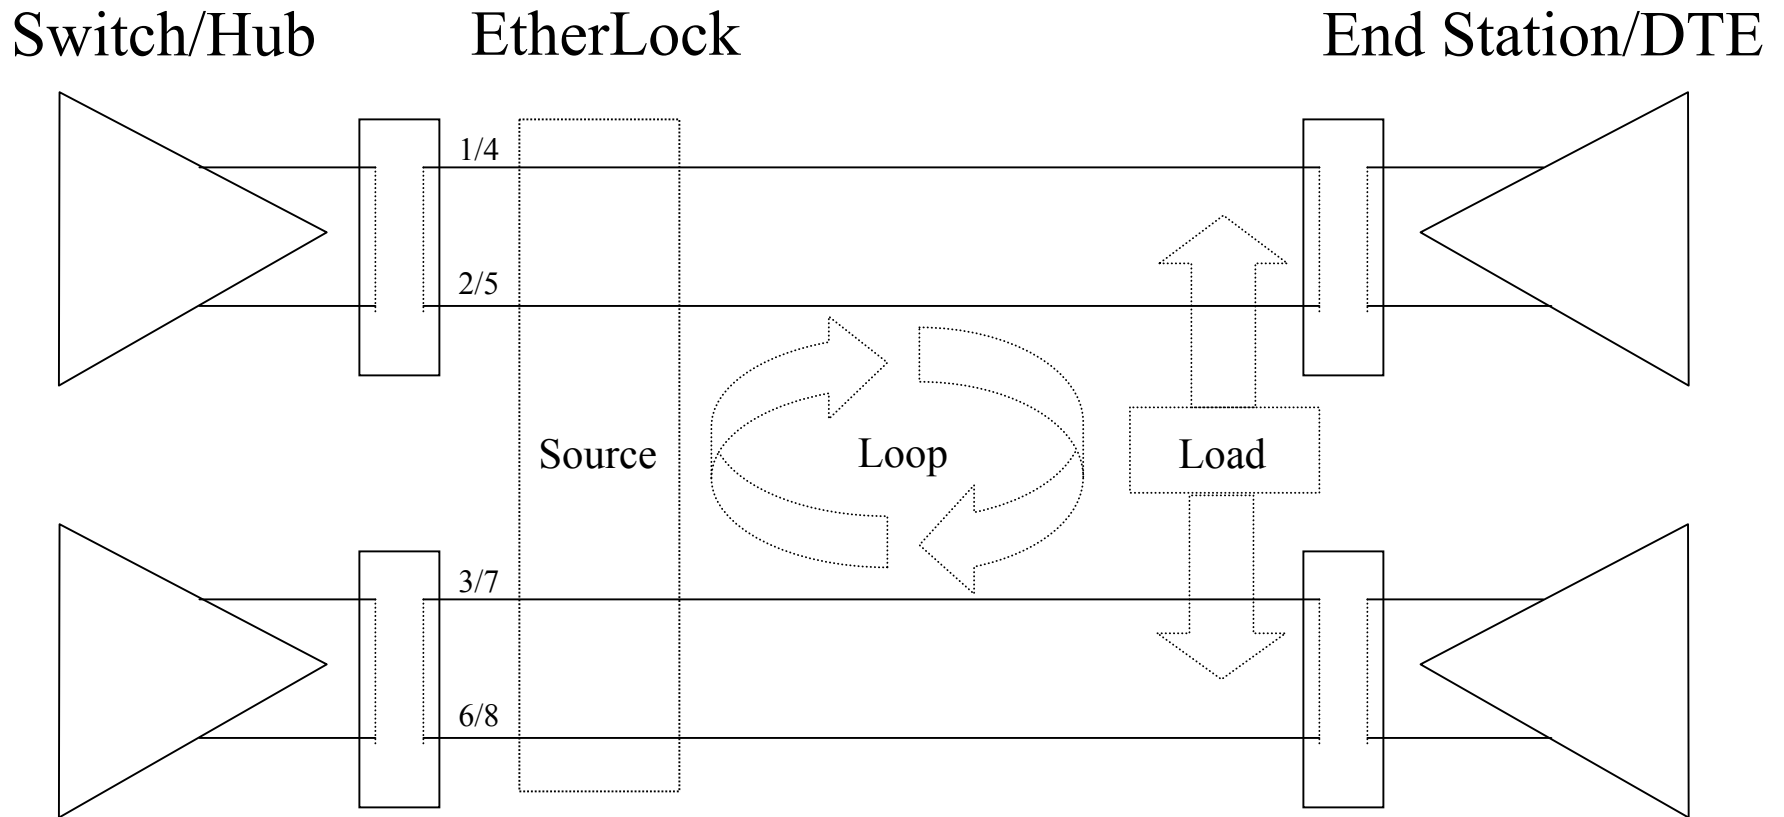 Switch/Hub EtherLock End Station/DTE
1/4
2/5
Source Loop Load
3/7
6/8